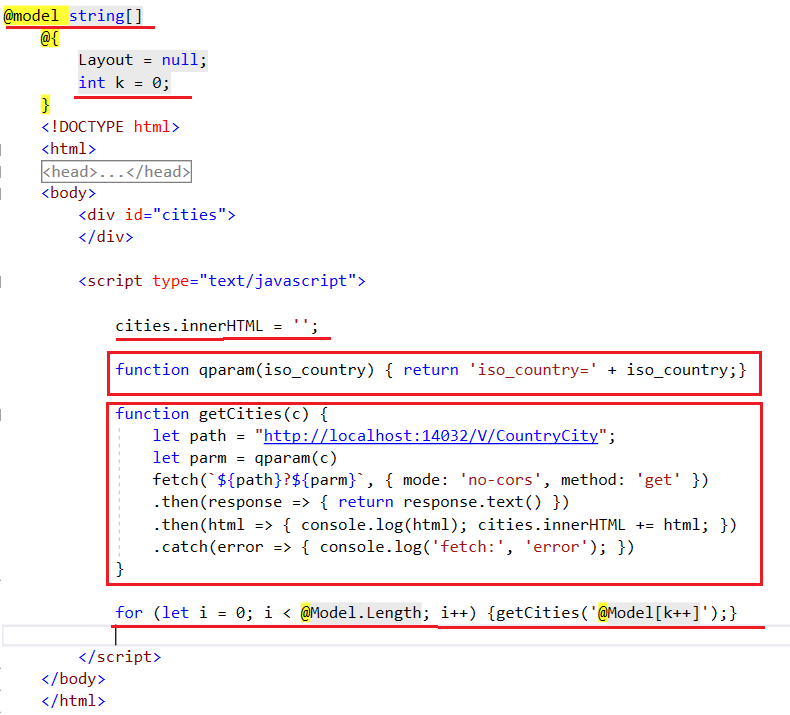 @model string[]
@{
Layout = null;
int k = 0;
}
<!DOCTYPE html>
<html>
<head>...</head>
<body>
<div id="cities">
</div>
<script type="text/javascript">
cities.innerHTML = '';
function qparam(iso_country) { return 'iso_country=' + iso_country;}
function getCities(c) {
let path = "http://localhost:14032/V/CountryCity";
let parm = qparam(c)
fetch(`${path}?${parm}`, { mode: 'no-cors', method: 'get' })
.then(response => { return response.text() })
.then(html => { console.log(html); cities.innerHTML += html; })
.catch(error => { console.log('fetch:', 'error'); })
}
for (let i = 0; i < @Model.Length; i++) {getCities('@Model[k++]');}
</script>
</body>
</html>